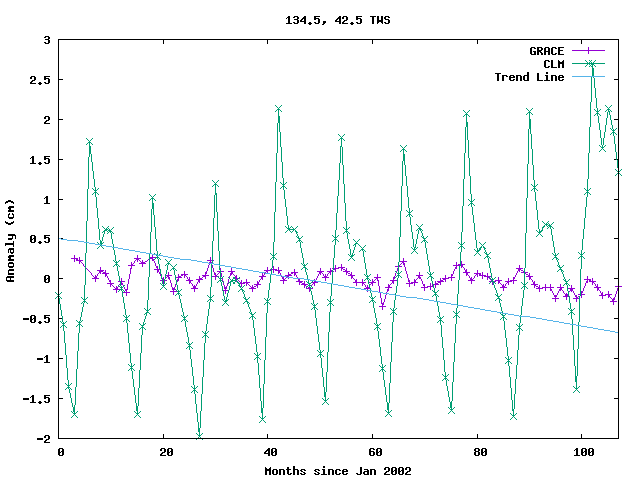 134.5, 42.5 TWS
GRACE
CLM
Trend Line
3
2.5
2
1.5
1
0.5
0
-0.5
-1
-1.5
-2
Anomaly (cm)
0 20 40 60 80 100
Months since Jan 2002